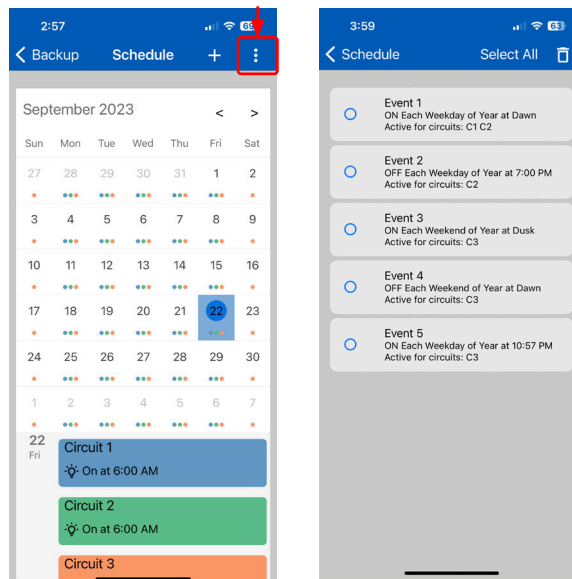 2:57
69
Backup Schedule +
September 2023 < >
Sun Mon Tue Wed Thu Fri Sat
27 28 29 30 31 1 2
3 4 5 6 7 8 9
10 11 12 13 14 15 16
17 18 19 20 21 22 23
24 25 26 27 28 29 30
1 2 3 4 5 6 7
22
Fri
Circuit 1
On at 6:00 AM
Circuit 2
On at 6:00 AM
Circuit 3
3:59
63
Schedule Select All
Event 1
ON Each Weekday of Year at Dawn
Active for circuits: C1 C2
Event 2
OFF Each Weekday of Year at 7:00 PM
Active for circuits: C2
Event 3
ON Each Weekend of Year at Dusk
Active for circuits: C3
Event 4
OFF Each Weekend of Year at Dawn
Active for circuits: C3
Event 5
ON Each Weekday of Year at 10:57 PM
Active for circuits: C3